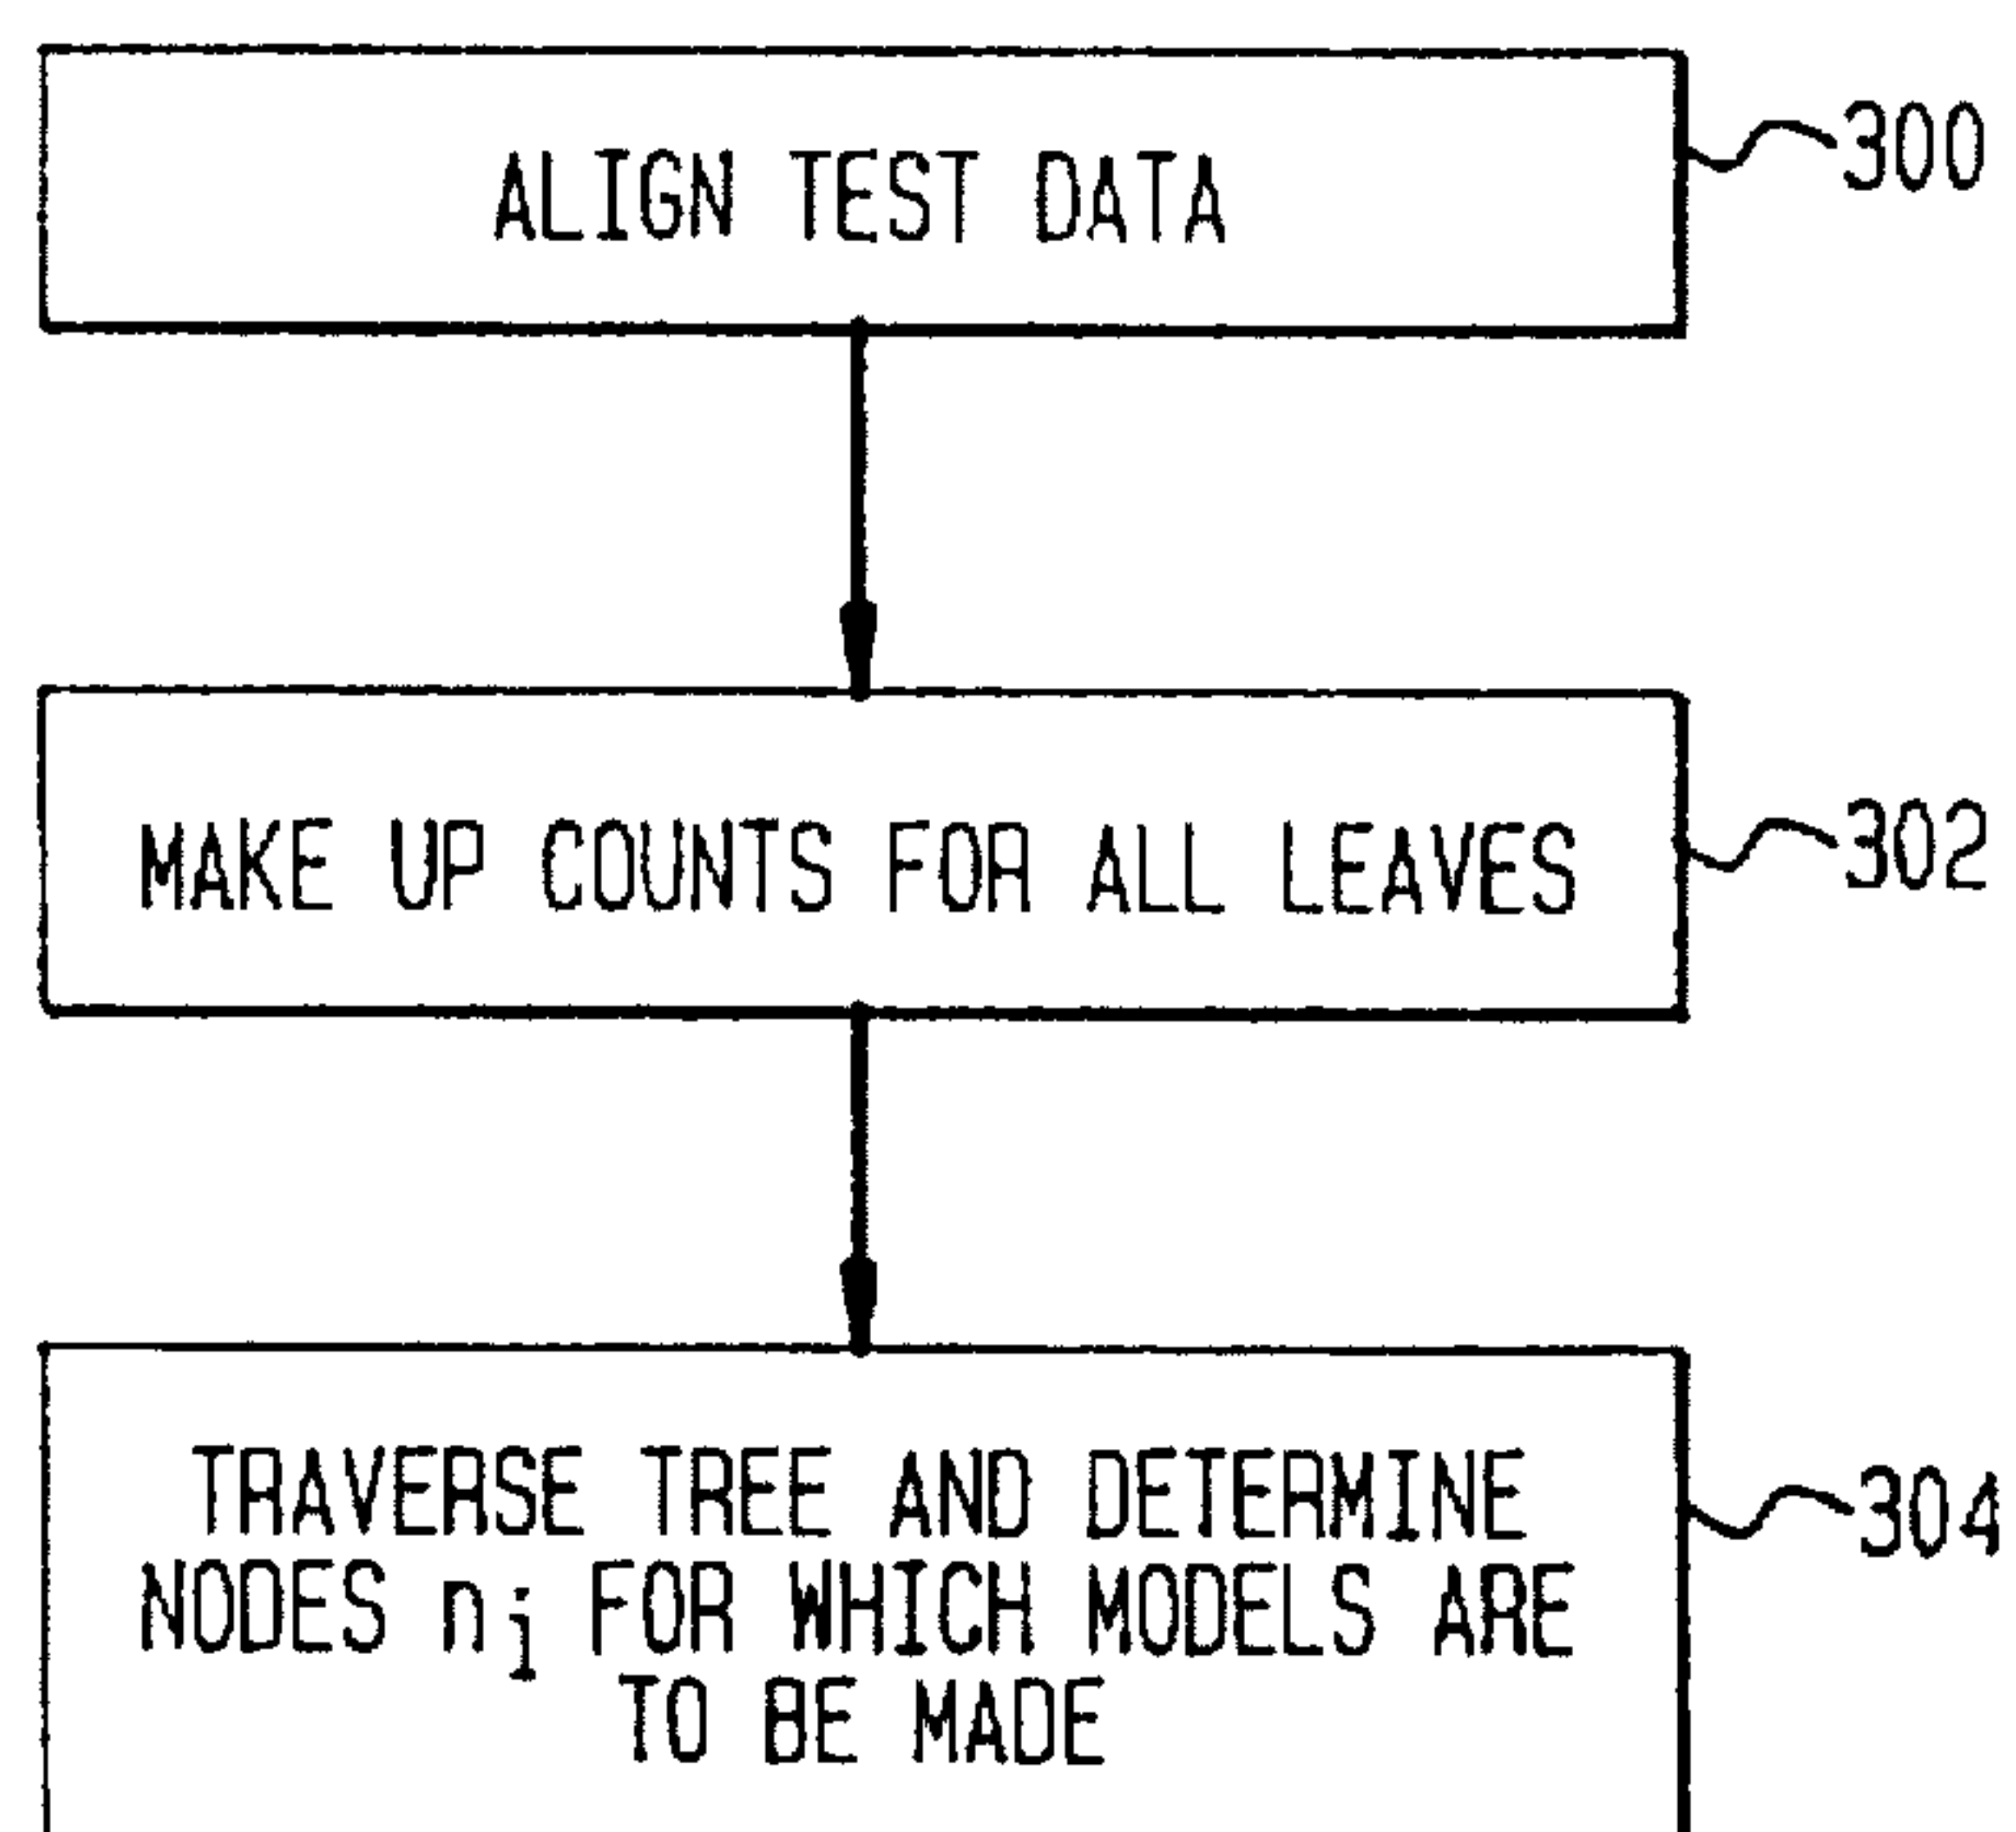 ALIGN TEST DATA
300
MAKE UP COUNTS FOR ALL LEAVES
302
TRAVERSE TREE AND DETERMINE
304
NODES nj FOR WHICH MODELS ARE
TO BE MADE